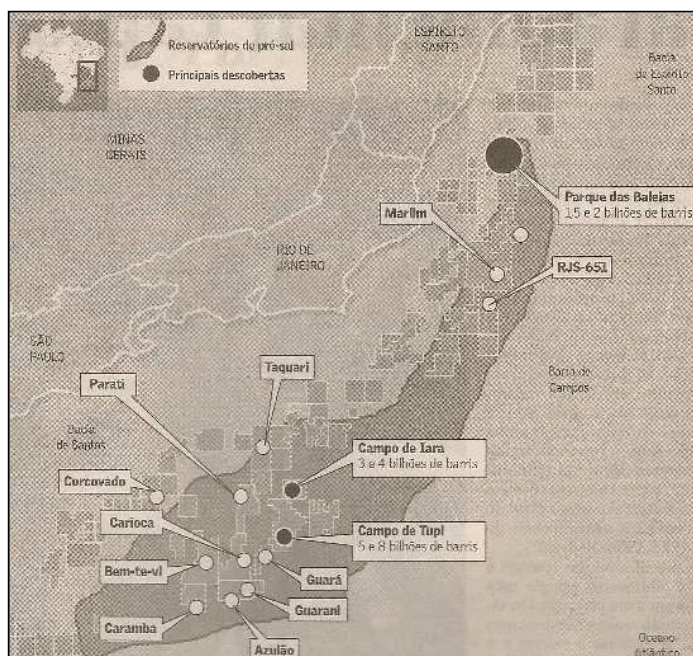 Reservatórios de pré-sal
Principais descobertas
ESPÍRITO
SANTO
Bacia
de Espírito
Santo
MINAS
GERAIS
Parque das Baleias
1,5 e 2 bilhões de barris
Marlim
RIO DE
JANEIRO
RJS-651
SÃO
PAULO
Bacia de
Campos
Taquari
Parati
Bacia
de Santos
Campo de Iara
3 e 4 bilhões de barris
Corcovado
Carioca
Campo de Tupi
5 e 8 bilhões de barris
Bem-te-vi
Guará
Guarani
Caramba
Azulão
Oceano
Atlântico